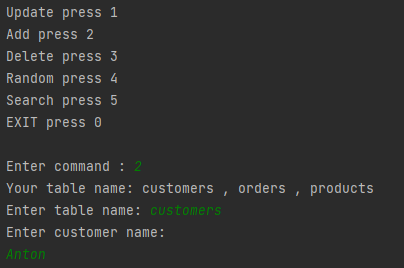 Update press 1
Add press 2
Delete press 3
Random press 4
Search press 5
EXIT press 0
Enter command : 2
Your table name: customers , orders , products
Enter table name: customers
Enter customer name:
Anton